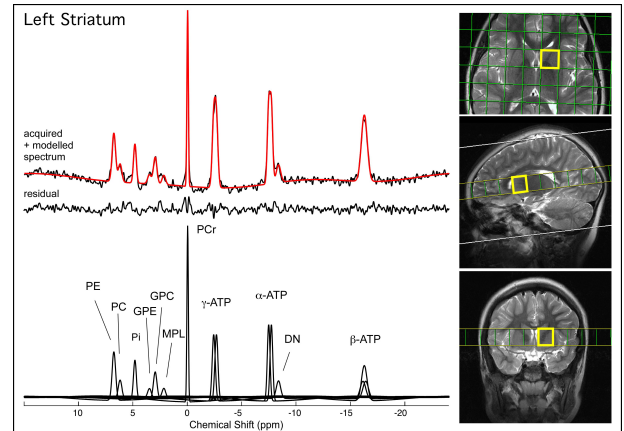 Left Striatum
acquired
+ modelled
spectrum
residual
PCr
PE
PC
GPE
GPC
Pi
MPL
γ-ATP
α-ATP
DN
β-ATP
10
5
0
-5
-10
-15
-20
Chemical Shift (ppm)